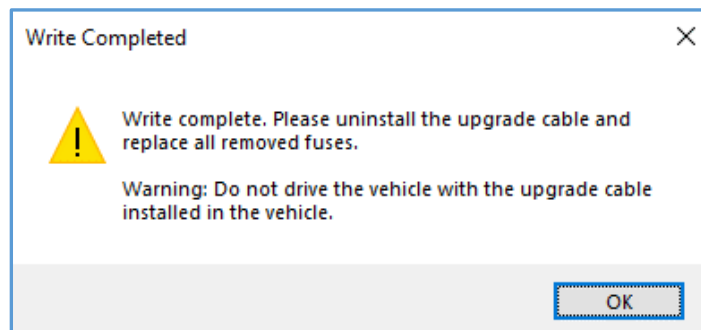 Write Completed
Write complete. Please uninstall the upgrade cable and
replace all removed fuses.
Warning: Do not drive the vehicle with the upgrade cable
installed in the vehicle.
OK